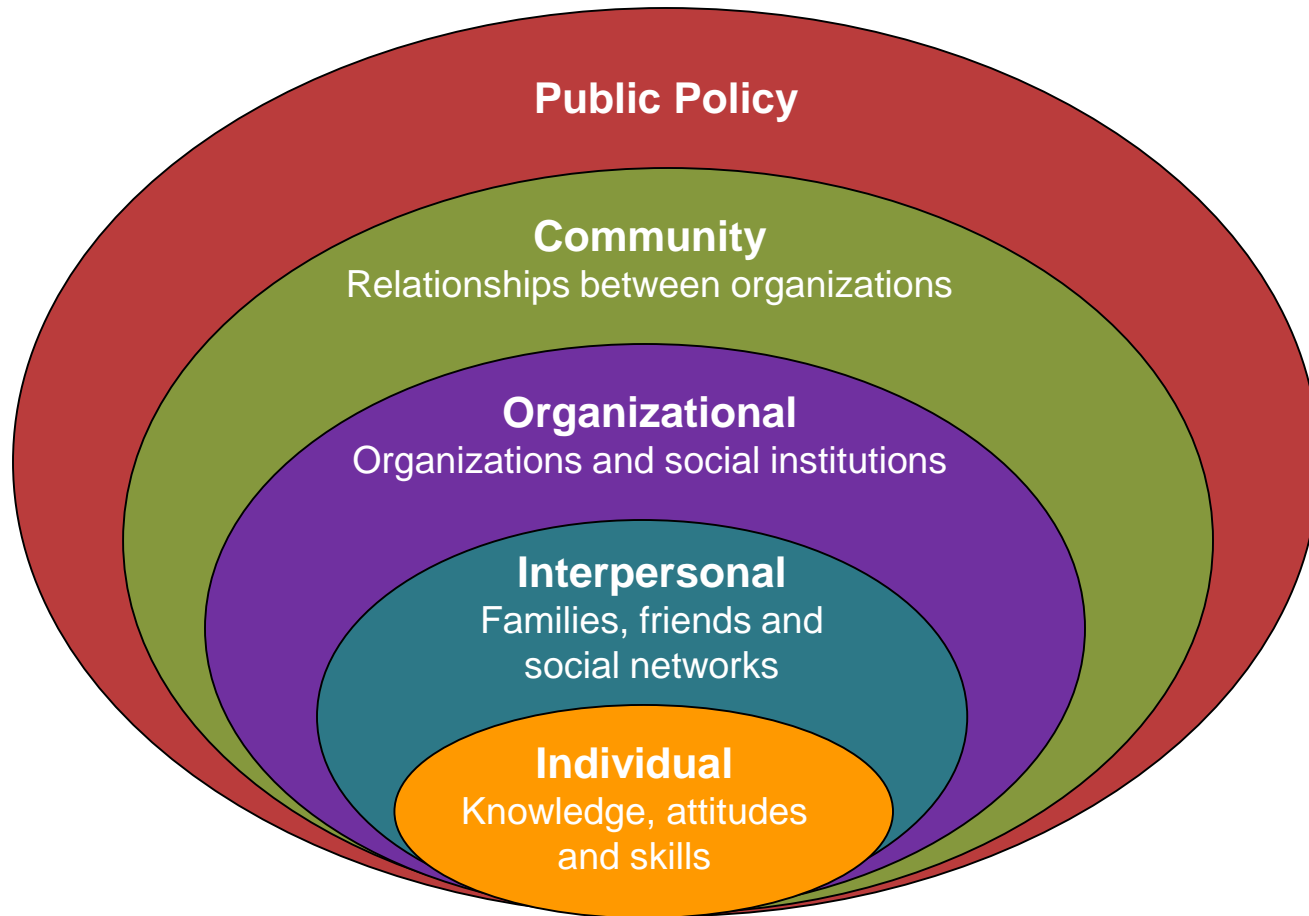 Public Policy
Community
Relationships between organizations
Organizational
Organizations and social institutions
Interpersonal
Families, friends and
social networks
Individual
Knowledge, attitudes
and skills